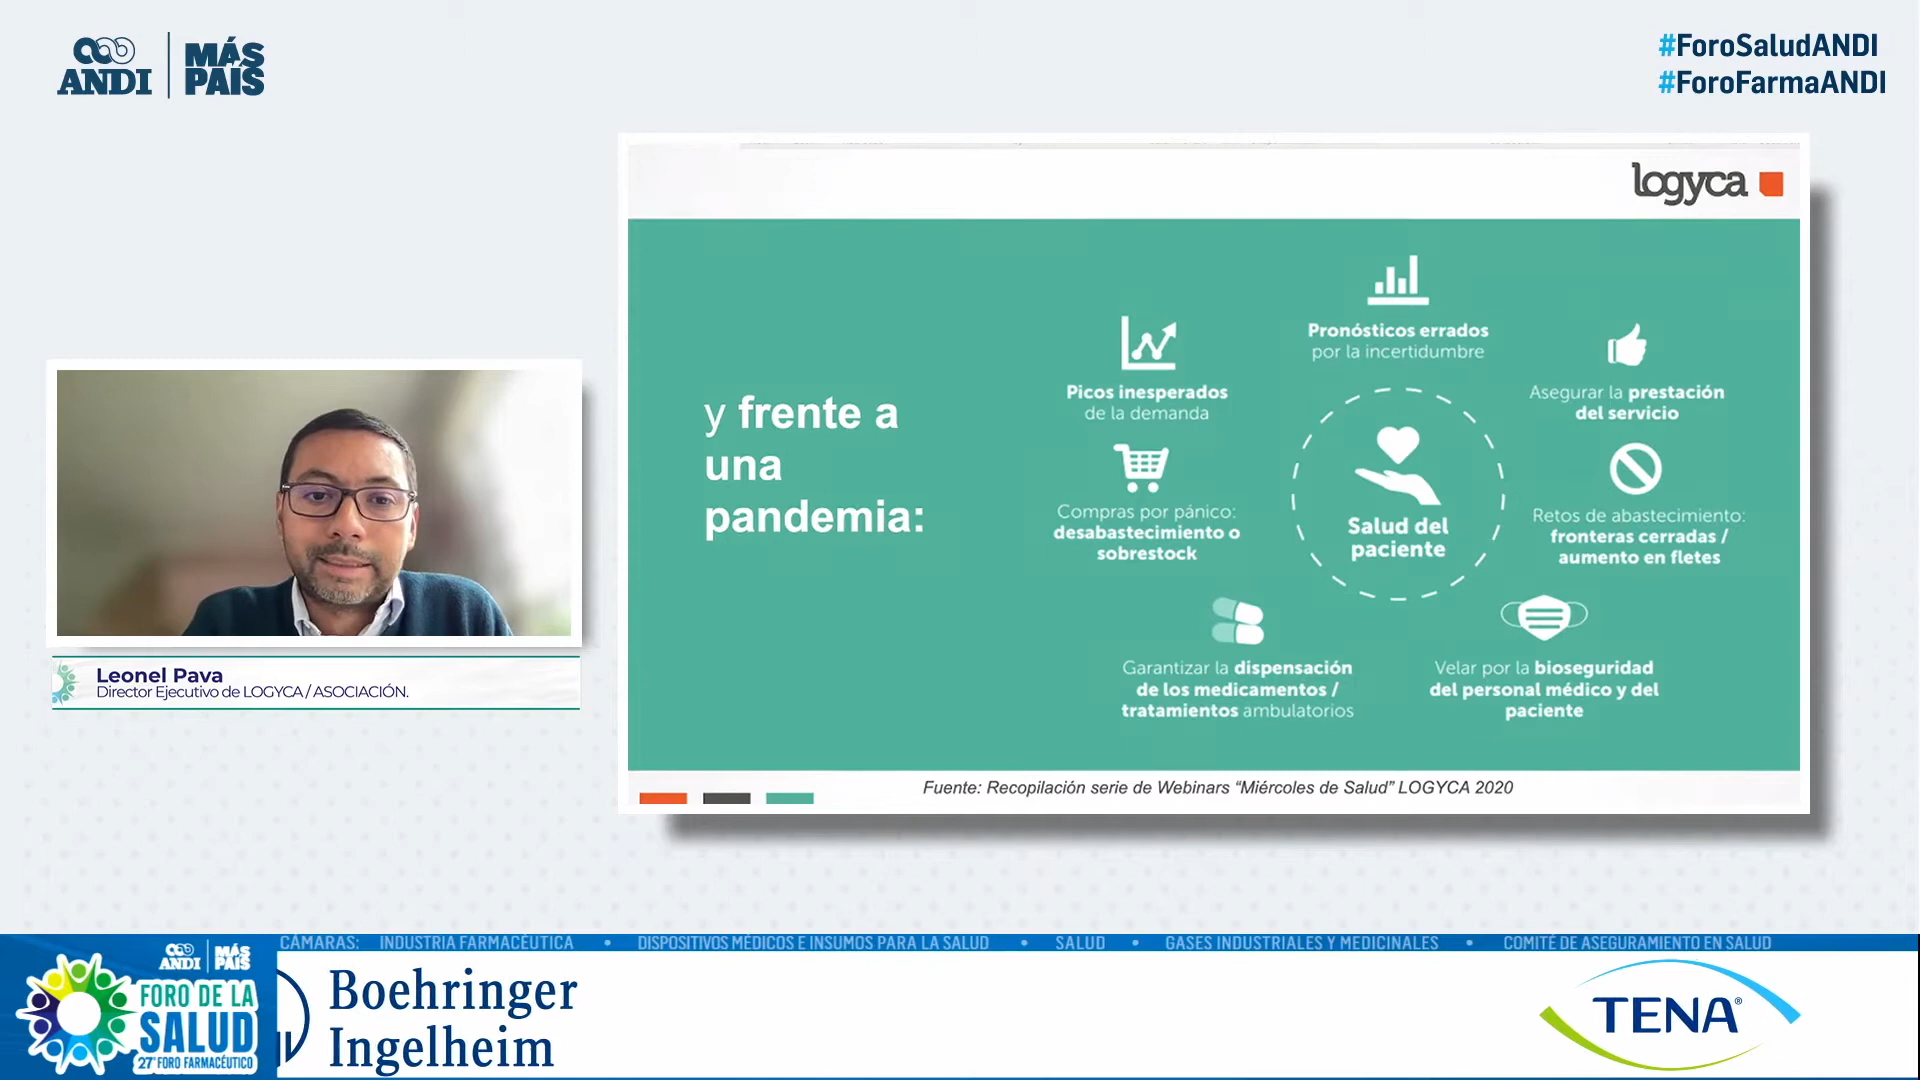 ANDI
MÁS
PAÍS
#ForoSaludANDI
#ForoFarmaANDI
logyca
y frente a
una
pandemia:
Pronósticos errados
por la incertidumbre
Picos inesperados
de la demanda
Asegurar la prestación
del servicio
Compras por pánico:
desabastecimiento o
sobrestock
Salud del
paciente
Retos de abastecimiento:
fronteras cerradas /
aumento en fletes
Garantizar la dispensación
de los medicamentos /
tratamientos ambulatorios
Velar por la bioseguridad
del personal médico y del
paciente
Fuente: Recopilación serie de Webinars “Miércoles de Salud” LOGYCA 2020
Leonel Pava
Director Ejecutivo de LOGYCA / ASOCIACIÓN.
CÁMARAS: INDUSTRIA FARMACÉUTICA • DISPOSITIVOS MÉDICOS E INSUMOS PARA LA SALUD • SALUD • GASES INDUSTRIALES Y MEDICINALES • COMITÉ DE ASEGURAMIENTO EN SALUD
ANDI
MÁS
PAÍS
FORO DE LA
SALUD
27° FORO FARMACÉUTICO
Boehringer
Ingelheim
TENA®